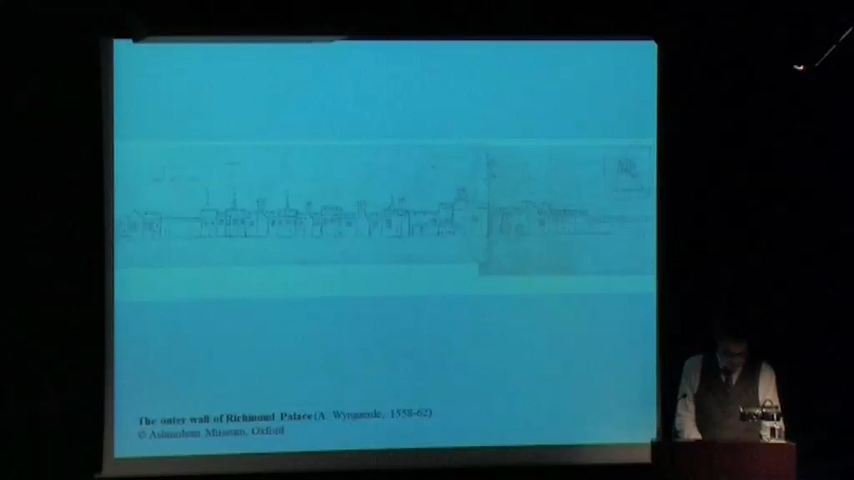 The outer wall of Richmond Palace (A. Wyngaerde, 1558-62)
© Ashmolean Museum, Oxford